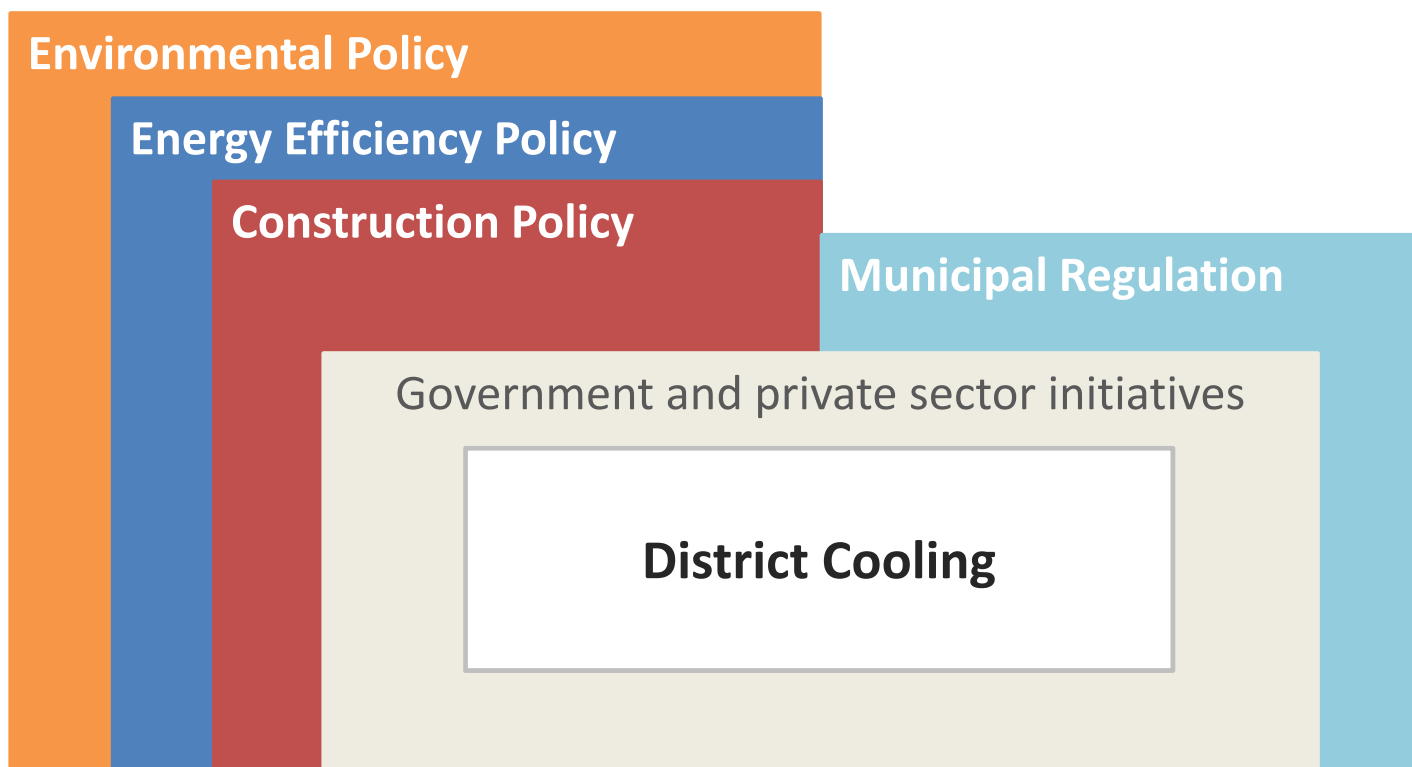 Environmental Policy
Energy Efficiency Policy
Construction Policy
Municipal Regulation
Government and private sector initiatives
District Cooling